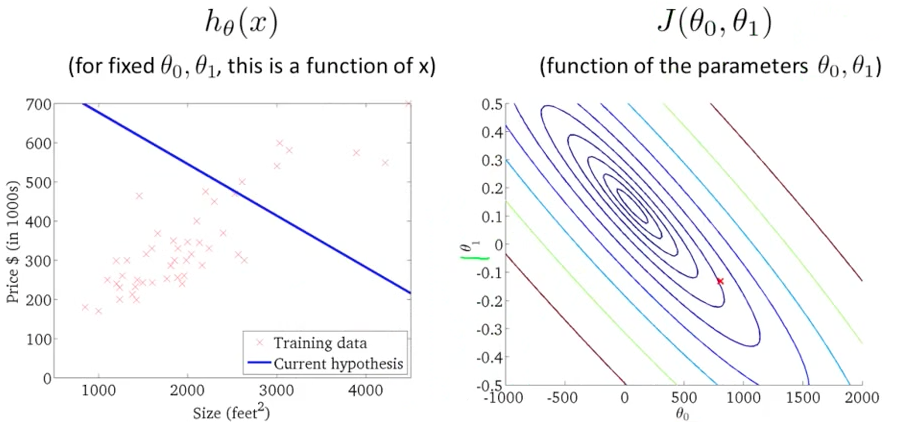 h_θ(x)
(for fixed θ₀, θ₁, this is a function of x)
700
600
500
400
300
200
100
0
Price $ (in 1000s)
1000 2000 3000 4000
Size (feet²)
Training data
Current hypothesis
J(θ₀, θ₁)
(function of the parameters θ₀, θ₁)
0.5
0.4
0.3
0.2
0.1
0
-0.1
-0.2
-0.3
-0.4
-0.5
θ₁
-1000 -500 0 500 1000 1500 2000
θ₀